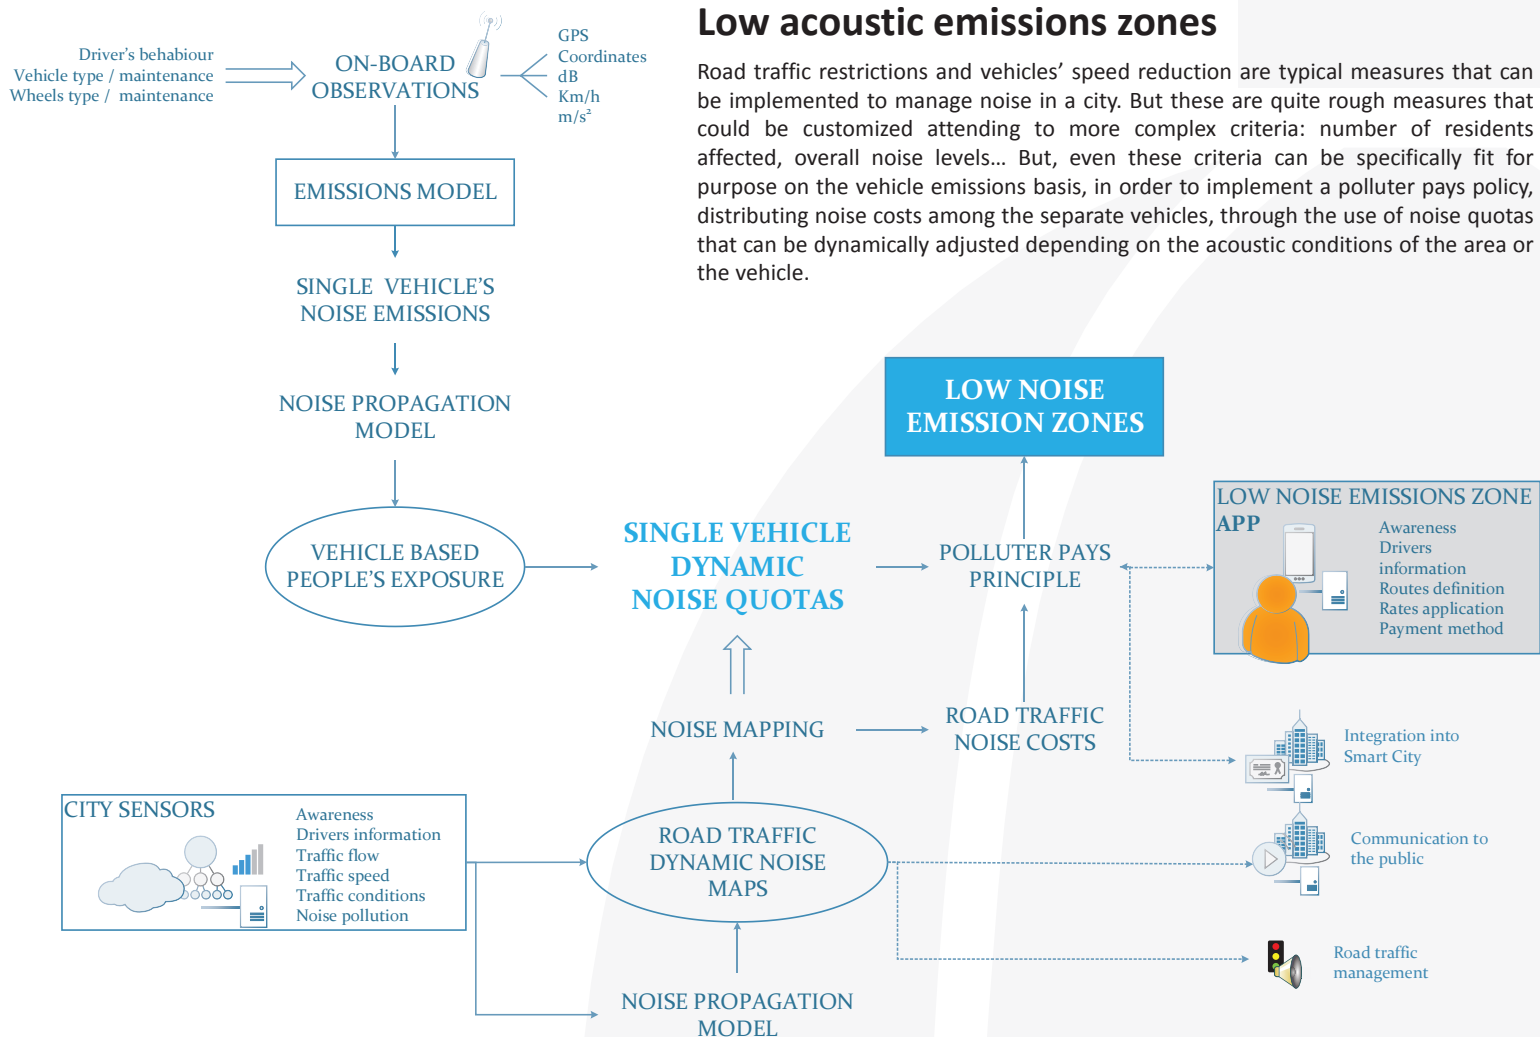 Low acoustic emissions zones
Road traffic restrictions and vehicles’ speed reduction are typical measures that can
be implemented to manage noise in a city. But these are quite rough measures that
could be customized attending to more complex criteria: number of residents
affected, overall noise levels... But, even these criteria can be specifically fit for
purpose on the vehicle emissions basis, in order to implement a polluter pays policy,
distributing noise costs among the separate vehicles, through the use of noise quotas
that can be dynamically adjusted depending on the acoustic conditions of the area or
the vehicle.
Driver's behabiour
Vehicle type / maintenance
Wheels type / maintenance
ON-BOARD
OBSERVATIONS
GPS
Coordinates
dB
Km/h
m/s²
EMISSIONS MODEL
SINGLE VEHICLE'S
NOISE EMISSIONS
NOISE PROPAGATION
MODEL
VEHICLE BASED
PEOPLE'S EXPOSURE
SINGLE VEHICLE
DYNAMIC
NOISE QUOTAS
LOW NOISE
EMISSION ZONES
POLLUTER PAYS
PRINCIPLE
LOW NOISE EMISSIONS ZONE
APP
Awareness
Drivers
information
Routes definition
Rates application
Payment method
NOISE MAPPING
ROAD TRAFFIC
NOISE COSTS
Integration into
Smart City
CITY SENSORS
Awareness
Drivers information
Traffic flow
Traffic speed
Traffic conditions
Noise pollution
ROAD TRAFFIC
DYNAMIC NOISE
MAPS
Communication to
the public
Road traffic
management
NOISE PROPAGATION
MODEL